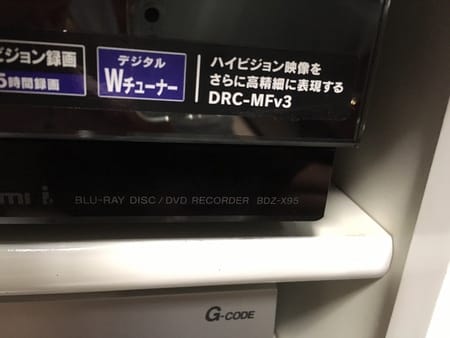 ビジョン録画
5時間録画
デジタル
Wチューナー
ハイビジョン映像を
さらに高精細に表現する
DRC-MFv3
BLU-RAY DISC / DVD RECORDER BDZ-X95
G-CODE